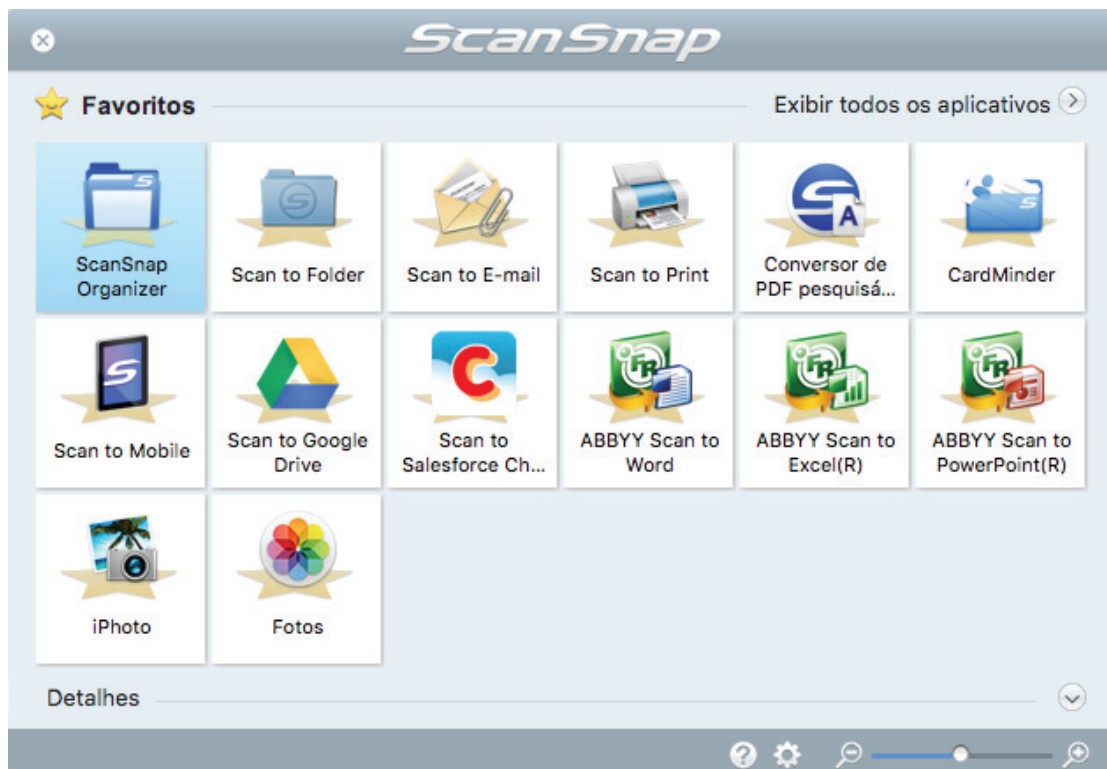 ScanSnap
Favoritos
Exibir todos os aplicativos
ScanSnap
Organizer
Scan to Folder
Scan to E-mail
Scan to Print
Conversor de
PDF pesquisá...
CardMinder
Scan to Mobile
Scan to Google
Drive
Scan to
Salesforce Ch...
ABBYY Scan to
Word
ABBYY Scan to
Excel(R)
ABBYY Scan to
PowerPoint(R)
iPhoto
Fotos
Detalhes